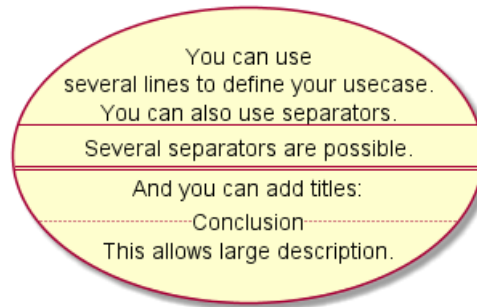 You can use
several lines to define your usecase.
You can also use separators.
Several separators are possible.
And you can add titles:
Conclusion
This allows large description.